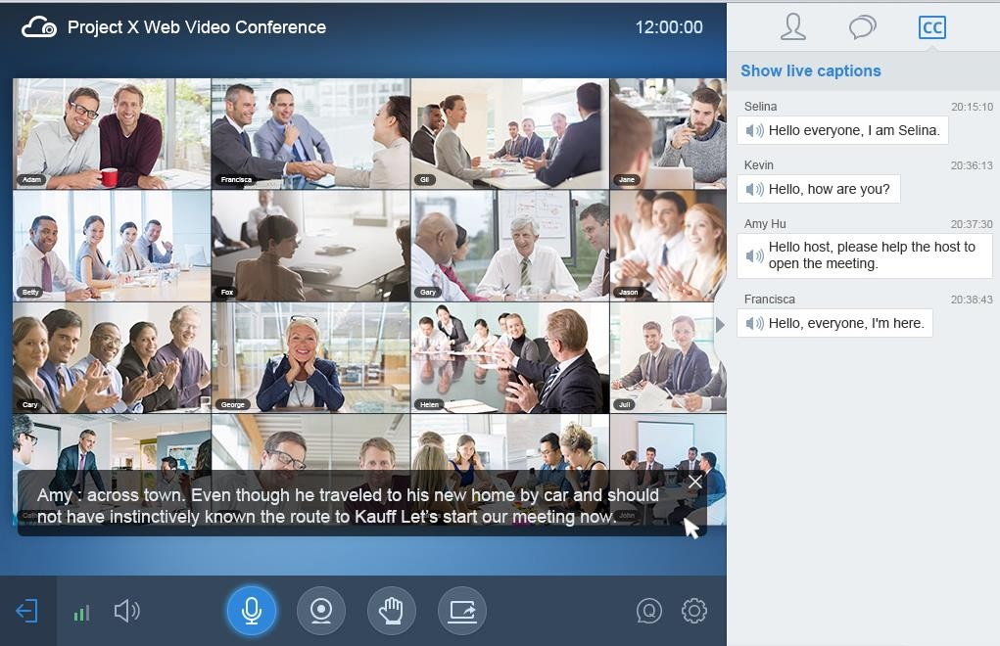 Project X Web Video Conference
12:00:00
CC
Show live captions
Adam
Francisca
Gil
Jane
Betty
Fox
Gary
Jason
Cary
George
Helen
Juli
John
Amy : across town. Even though he traveled to his new home by car and should
not have instinctively known the route to Kauff Let's start our meeting now.
Selina
20:15:10
Hello everyone, I am Selina.
Kevin
20:36:13
Hello, how are you?
Amy Hu
20:37:30
Hello host, please help the host to
open the meeting.
Francisca
20:38:43
Hello, everyone, I'm here.